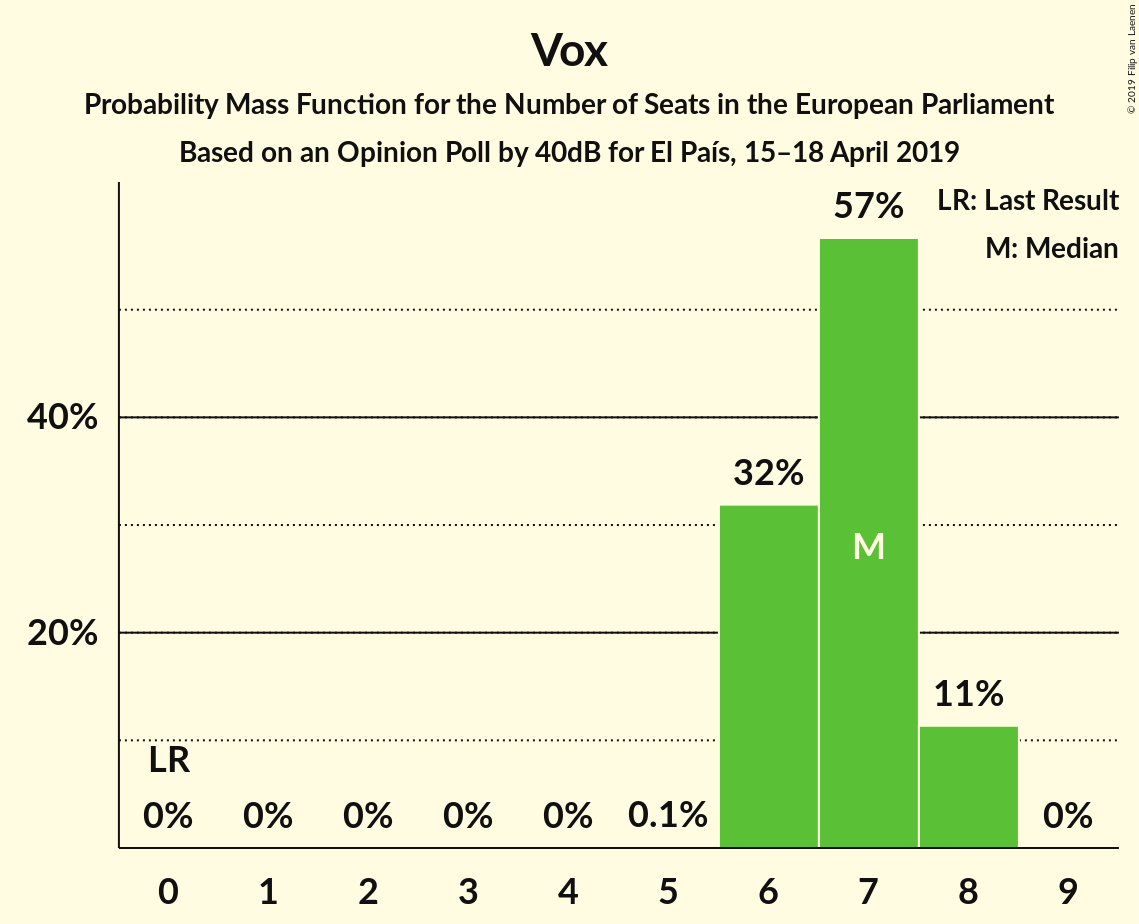 Vox
Probability Mass Function for the Number of Seats in the European Parliament
Based on an Opinion Poll by 40dB for El País, 15–18 April 2019
© 2019 Filip van Laenen
LR: Last Result
M: Median
57%
40%
32%
M
20%
11%
LR
0% 0% 0% 0% 0% 0.1% 0%
0 1 2 3 4 5 6 7 8 9